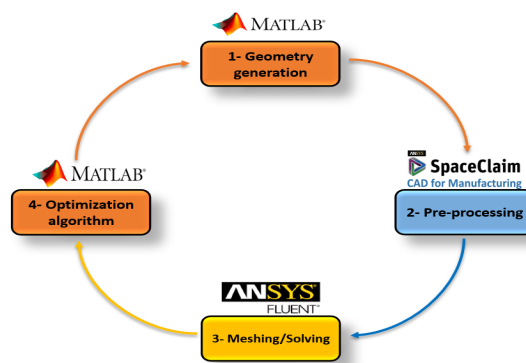 MATLAB®
1- Geometry
generation
ANSYS
SpaceClaim
CAD for Manufacturing
2- Pre-processing
ANSYS®
FLUENT®
3- Meshing/Solving
MATLAB®
4- Optimization
algorithm